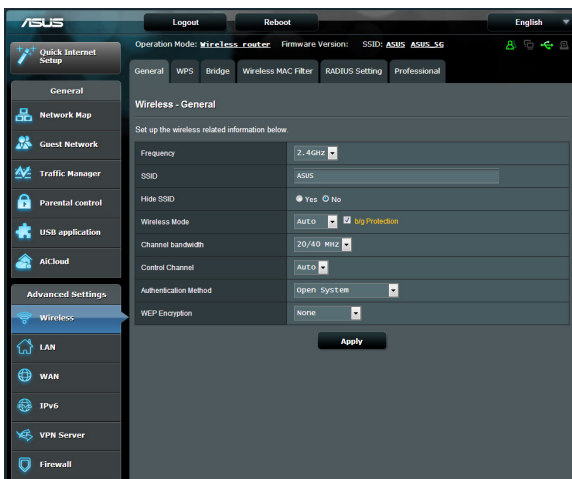 ASUS Logout Reboot English
Quick Internet Setup
Operation Mode: Wireless router Firmware Version: SSID: ASUS ASUS_5G
General WPS Bridge Wireless MAC Filter RADIUS Setting Professional
General
Network Map
Guest Network
Traffic Manager
Parental control
USB application
AiCloud
Advanced Settings
Wireless
LAN
WAN
IPv6
VPN Server
Firewall
Wireless - General
Set up the wireless related information below.
Frequency 2.4GHz
SSID ASUS
Hide SSID Yes No
Wireless Mode Auto b/g Protection
Channel bandwidth 20/40 MHz
Control Channel Auto
Authentication Method Open System
WEP Encryption None
Apply